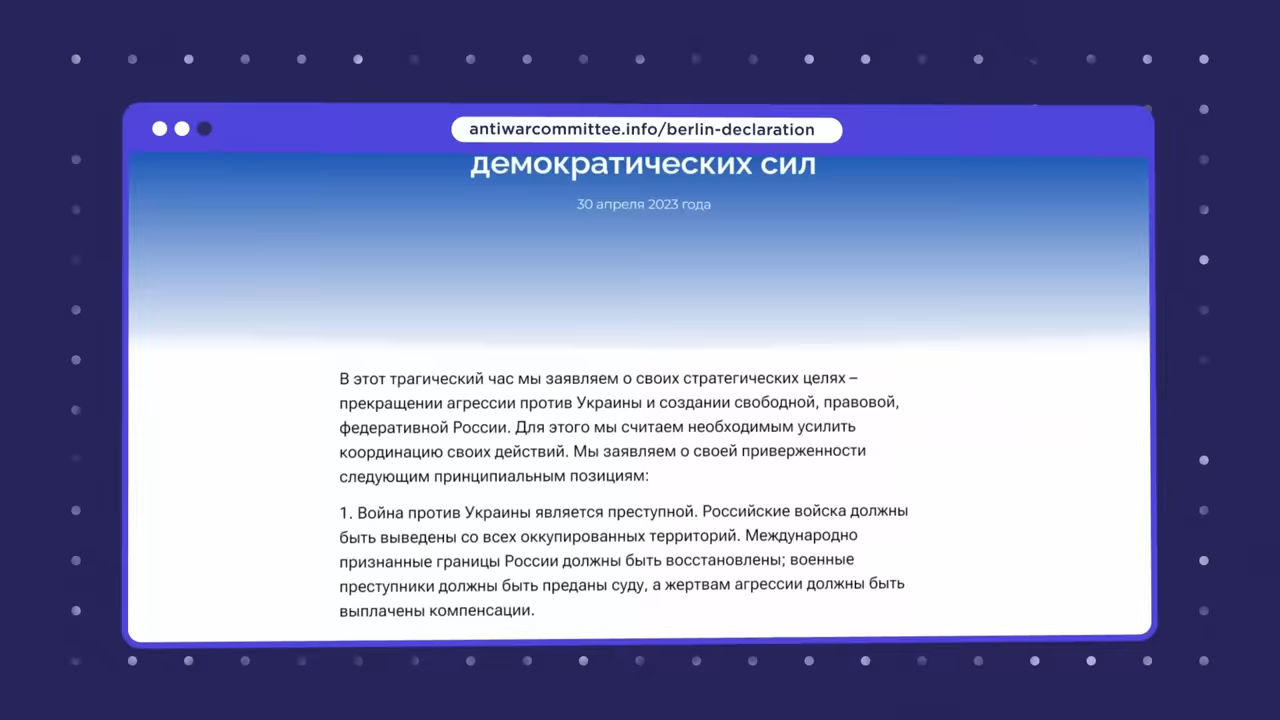 antiwarcommittee.info/berlin-declaration
демократических сил
30 апреля 2023 года
В этот трагический час мы заявляем о своих стратегических целях –
прекращении агрессии против Украины и создании свободной, правовой,
федеративной России. Для этого мы считаем необходимым усилить
координацию своих действий. Мы заявляем о своей приверженности
следующим принципиальным позициям:
1. Война против Украины является преступной. Российские войска должны
быть выведены со всех оккупированных территорий. Международно
признанные границы России должны быть восстановлены; военные
преступники должны быть преданы суду, а жертвам агрессии должны быть
выплачены компенсации.